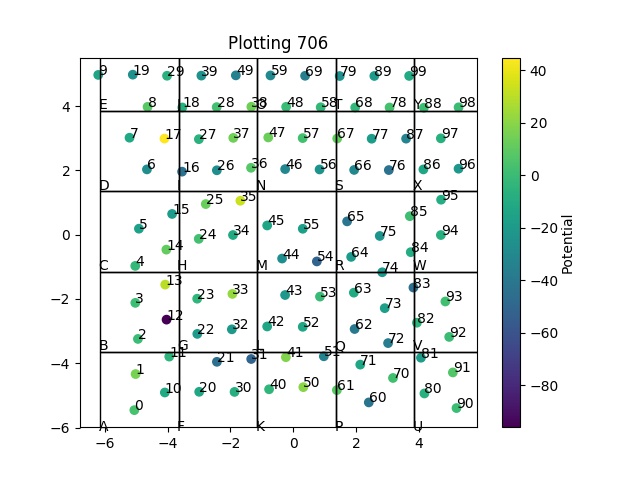 Plotting 706
9 19 29 39 49 59 69 79 89 99
8 18 28 38 48 58 68 78 88 98
E T Y
7 17 27 37 47 57 67 77 87 97
6 16 26 36 46 56 66 76 86 96
D N S X
5 15 25 35 45 55 65 75 85 95
4 14 24 34 44 54 64 74 84 94
C H M R W
3 13 23 33 43 53 63 73 83 93
2 12 22 32 42 52 62 72 82 92
B G L Q V
1 11 21 31 41 51 61 71 81 91
0 10 20 30 40 50 60 70 80 90
A F K P U
4
2
0
−2
−4
−6
−6 −4 −2 0 2 4
40
20
0
−20
−40
−60
−80
Potential